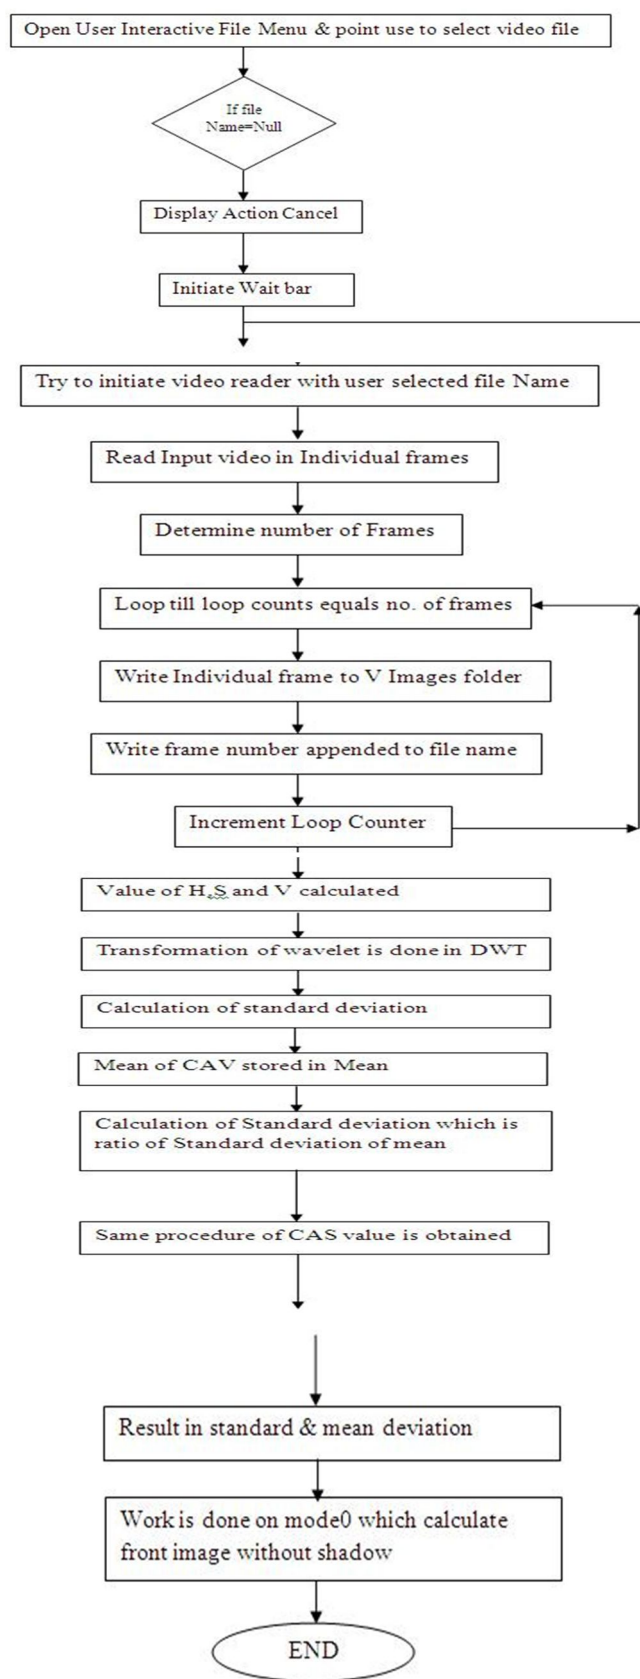 Open User Interactive File Menu & point use to select video file
If file
Name=Null
Display Action Cancel
Initiate Wait bar
Try to initiate video reader with user selected file Name
Read Input video in Individual frames
Determine number of Frames
Loop till loop counts equals no. of frames
Write Individual frame to V Images folder
Write frame number appended to file name
Increment Loop Counter
Value of H,S and V calculated
Transformation of wavelet is done in DWT
Calculation of standard deviation
Mean of CAV stored in Mean
Calculation of Standard deviation which is
ratio of Standard deviation of mean
Same procedure of CAS value is obtained
Result in standard & mean deviation
Work is done on mode0 which calculate
front image without shadow
END